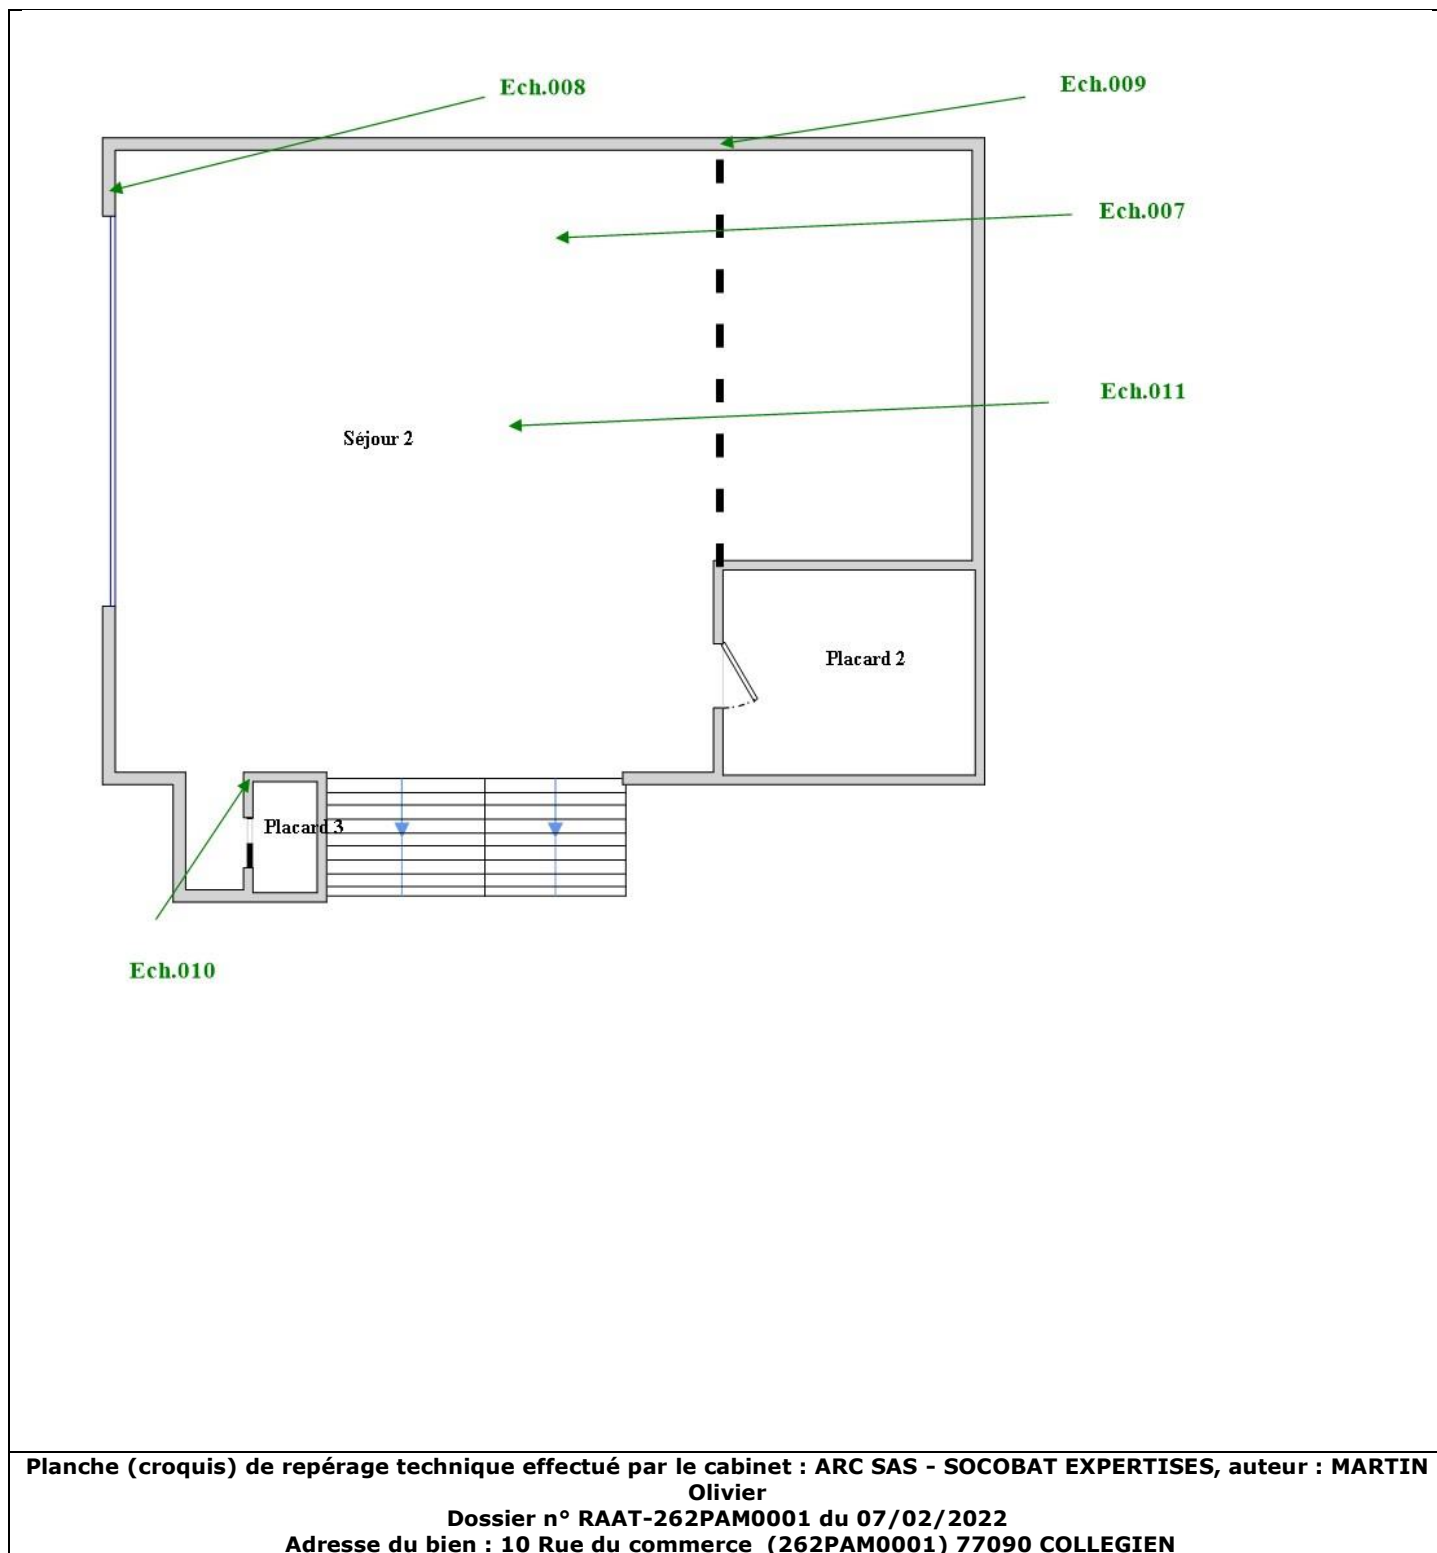 Ech.008
Ech.009
Ech.007
Ech.011
Séjour 2
Placard 2
Placard 3
Ech.010
Planche (croquis) de repérage technique effectué par le cabinet : ARC SAS - SOCOBAT EXPERTISES, auteur : MARTIN
Olivier
Dossier n° RAAT-262PAM0001 du 07/02/2022
Adresse du bien : 10 Rue du commerce (262PAM0001) 77090 COLLEGIEN